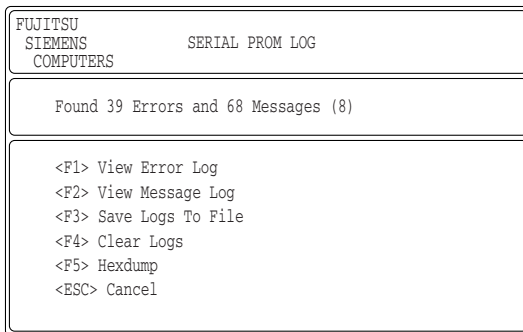 FUJITSU
SIEMENS SERIAL PROM LOG
COMPUTERS
Found 39 Errors and 68 Messages (8)
<F1> View Error Log
<F2> View Message Log
<F3> Save Logs To File
<F4> Clear Logs
<F5> Hexdump
<ESC> Cancel